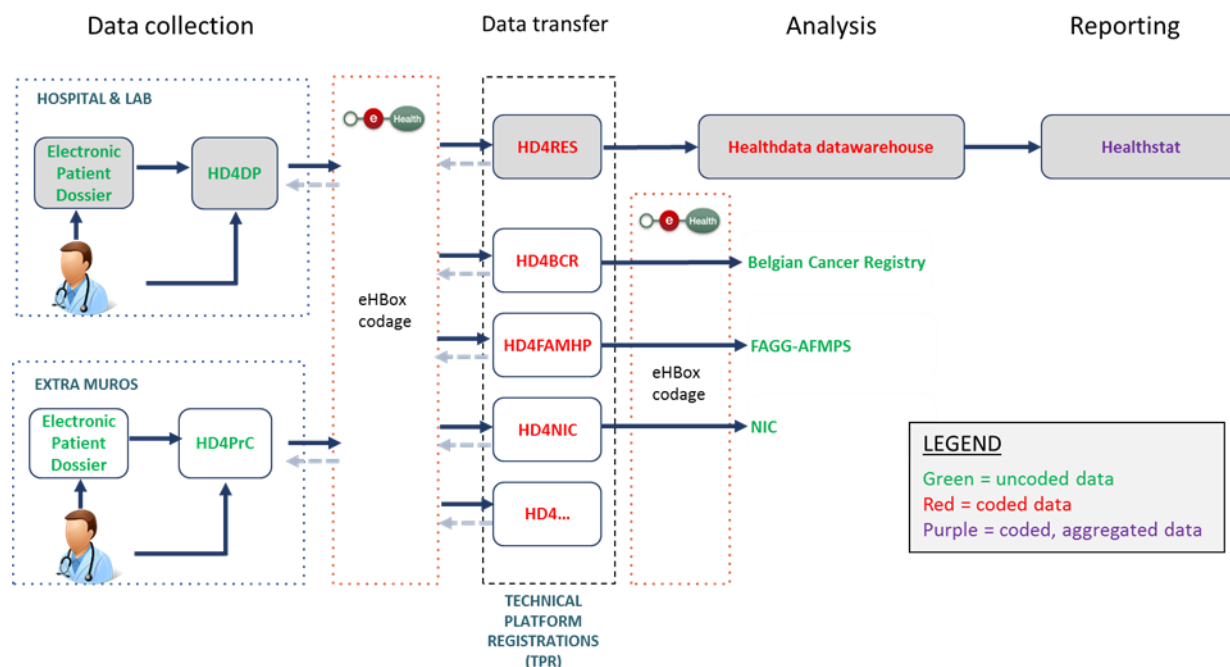 Data collection
Data transfer
Analysis
Reporting
HOSPITAL & LAB
Electronic
Patient
Dossier
HD4DP
e
Health
HD4RES
Healthdata datawarehouse
Healthstat
e
Health
HD4BCR
Belgian Cancer Registry
eHBox
codage
HD4FAMHP
FAGG-AFMPS
eHBox
codage
EXTRA MUROS
Electronic
Patient
Dossier
HD4PrC
HD4NIC
NIC
HD4...
LEGEND
Green = uncoded data
Red = coded data
Purple = coded, aggregated data
TECHNICAL
PLATFORM
REGISTRATIONS
(TPR)